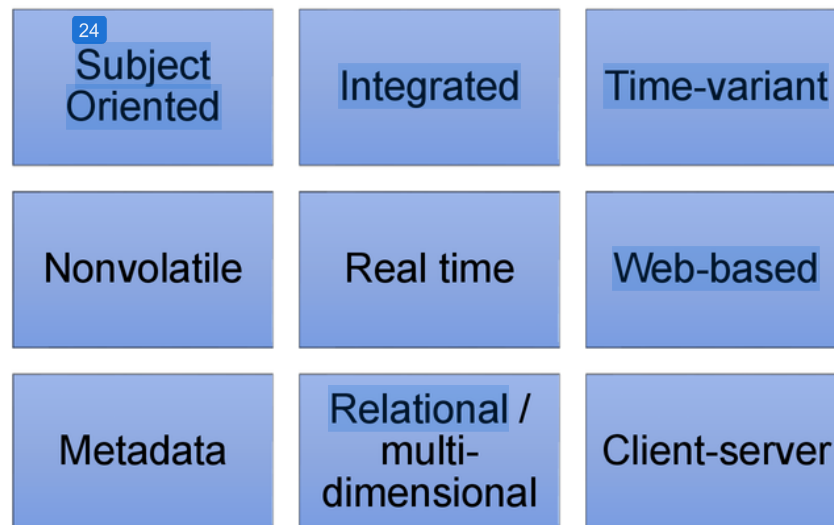 24
Subject
Oriented
Integrated
Time-variant
Nonvolatile
Real time
Web-based
Metadata
Relational /
multi-
dimensional
Client-server